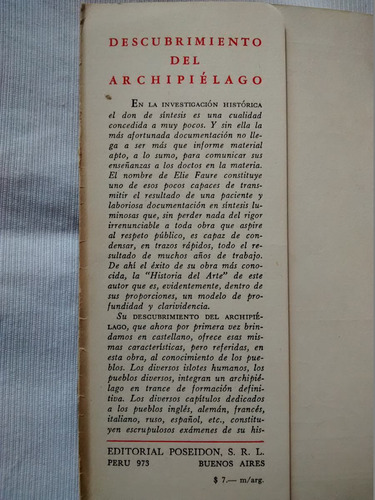 DESCUBRIMIENTO
DEL
ARCHIPIÉLAGO
En la investigación histórica
el don de síntesis es una cualidad
concedida a muy pocos. Y sin ella la
más afortunada documentación no lle-
ga a ser más que informe material
apto, a lo sumo, para comunicar sus
enseñanzas a los doctos en la materia.
El nombre de Elie Faure constituye
uno de esos pocos capaces de trans-
mitir el resultado de una paciente y
laboriosa documentación en síntesis lu-
minosas que, sin perder nada del rigor
irrenunciable a toda obra que aspira
al respeto público, es capaz de con-
densar, en trazos rápidos, todo el re-
sultado de muchos años de trabajo.
De ahí el éxito de su obra más cono-
cida, la "Historia del Arte" de este
autor que es, evidentemente, dentro de
sus proporciones, un modelo de pro-
fundidad y clarividencia.
Su DESCUBRIMIENTO DEL ARCHIPIÉ-
LAGO, que ahora por primera vez brin-
damos en castellano, ofrece esas mis-
mas características, pero referidas, en
esta obra, al conocimiento de los pue-
blos. Los diversos islotes humanos, los
pueblos diversos, integran un archipié-
lago en trance de formación defini-
tiva. Los diversos capítulos dedicados
a los pueblos inglés, alemán, francés,
italiano, ruso, español, etc., constitu-
yen escrupulosos exámenes de su his-
EDITORIAL POSEIDON, S. R. L.
PERU 973 BUENOS AIRES
$ 7.— m/arg.